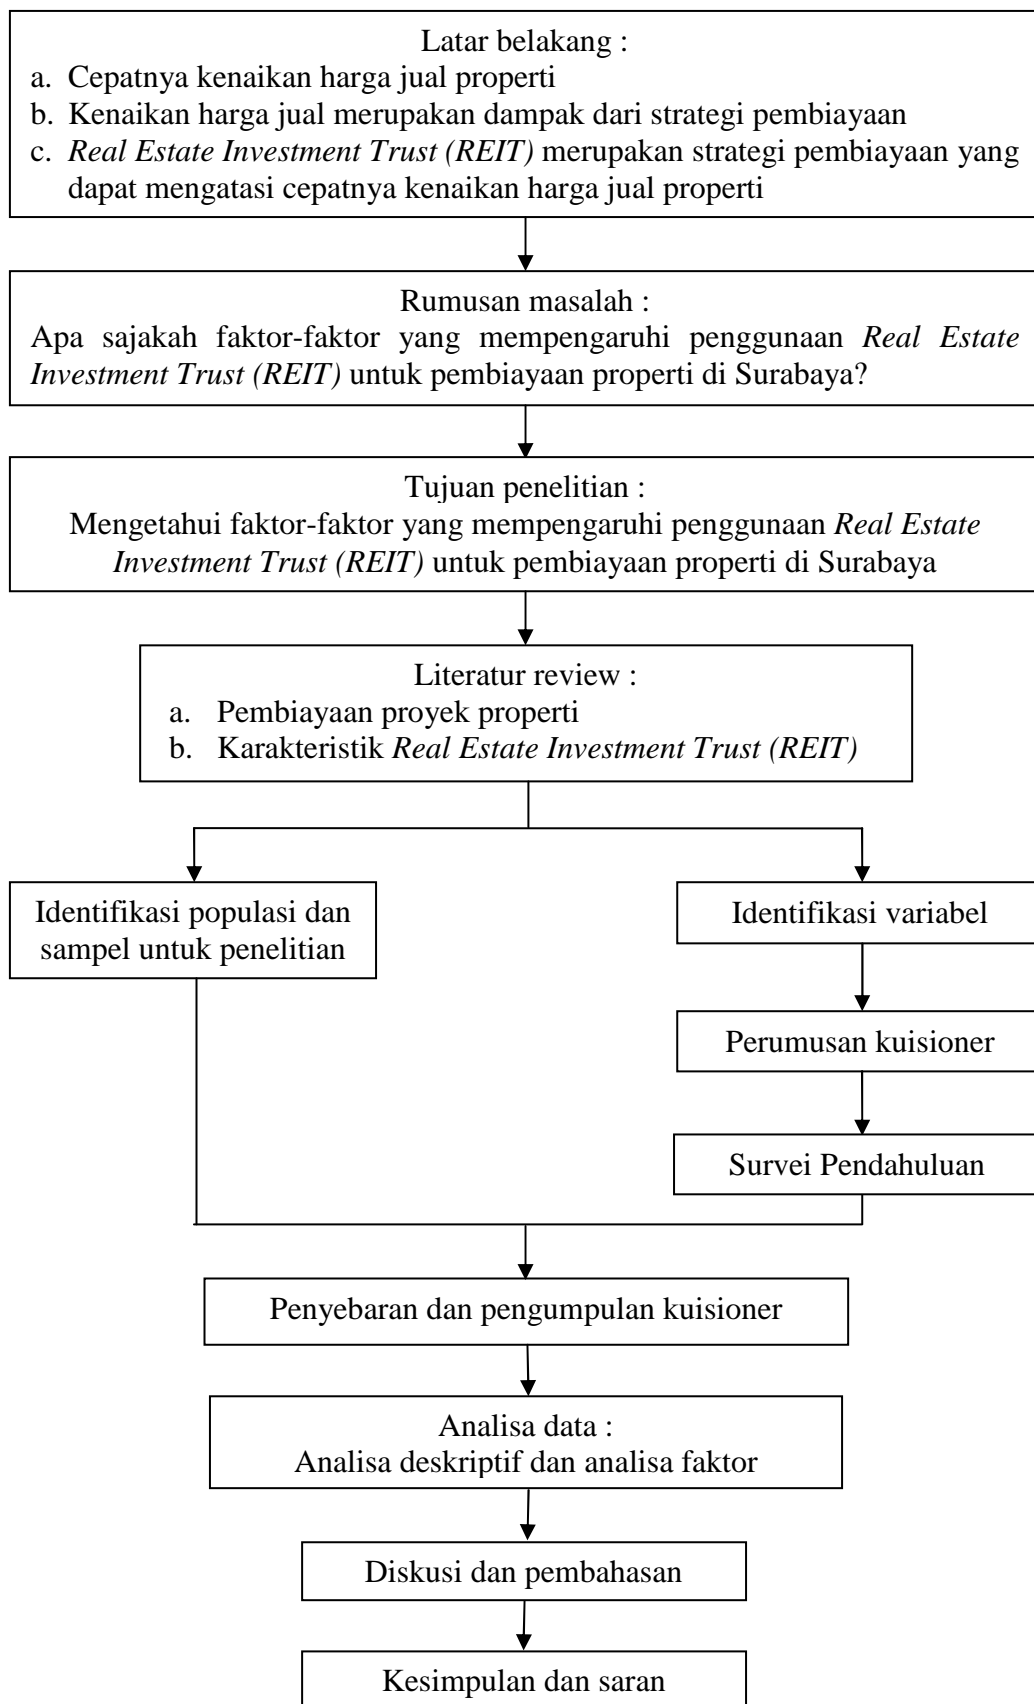 Latar belakang :
a. Cepatnya kenaikan harga jual properti
b. Kenaikan harga jual merupakan dampak dari strategi pembiayaan
c. Real Estate Investment Trust (REIT) merupakan strategi pembiayaan yang
dapat mengatasi cepatnya kenaikan harga jual properti
Rumusan masalah :
Apa sajakah faktor-faktor yang mempengaruhi penggunaan Real Estate
Investment Trust (REIT) untuk pembiayaan properti di Surabaya?
Tujuan penelitian :
Mengetahui faktor-faktor yang mempengaruhi penggunaan Real Estate
Investment Trust (REIT) untuk pembiayaan properti di Surabaya
Literatur review :
a. Pembiayaan proyek properti
b. Karakteristik Real Estate Investment Trust (REIT)
Identifikasi populasi dan
sampel untuk penelitian
Identifikasi variabel
Perumusan kuisioner
Survei Pendahuluan
Penyebaran dan pengumpulan kuisioner
Analisa data :
Analisa deskriptif dan analisa faktor
Diskusi dan pembahasan
Kesimpulan dan saran